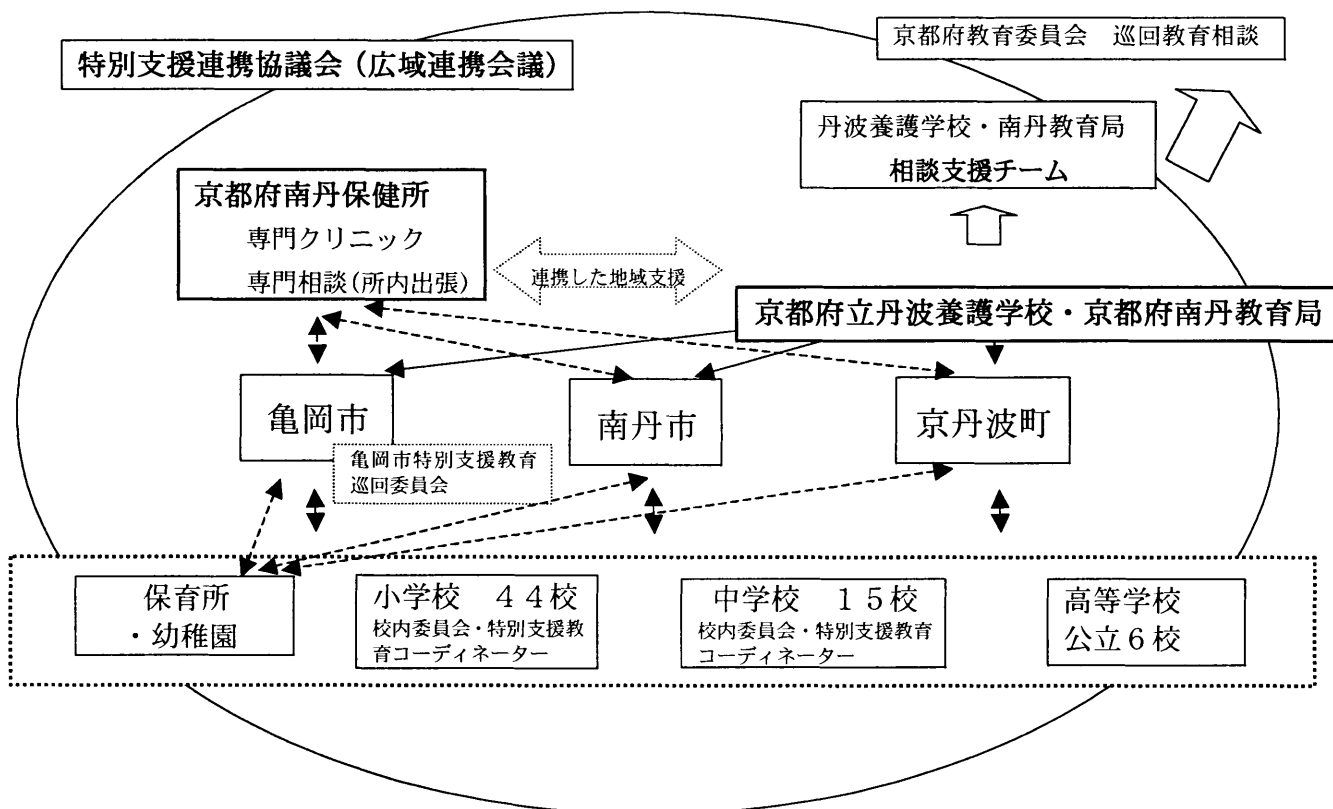 京都府教育委員会　巡回教育相談
特別支援連携協議会（広域連携会議）
丹波養護学校・南丹教育局
相談支援チーム
京都府南丹保健所
専門クリニック
専門相談（所内出張）
連携した地域支援
京都府立丹波養護学校・京都府南丹教育局
亀岡市
南丹市
京丹波町
亀岡市特別支援教育
巡回委員会
保育所
・幼稚園
小学校　４４校
校内委員会・特別支援教
育コーディネーター
中学校　１５校
校内委員会・特別支援教育
コーディネーター
高等学校
公立６校